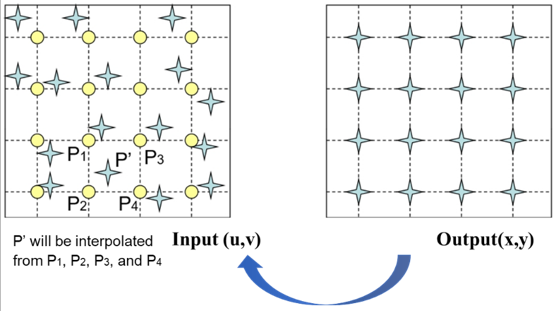 P1 P' P3
P2 P4
P' will be interpolated
from P1, P2, P3, and P4
Input (u,v)
Output(x,y)